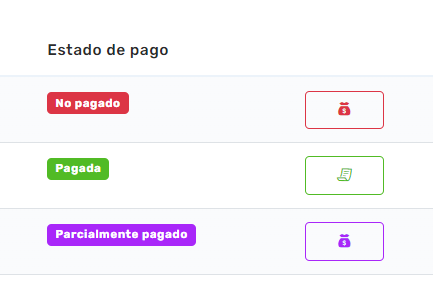 Estado de pago
No pagado
Pagada
Parcialmente pagado